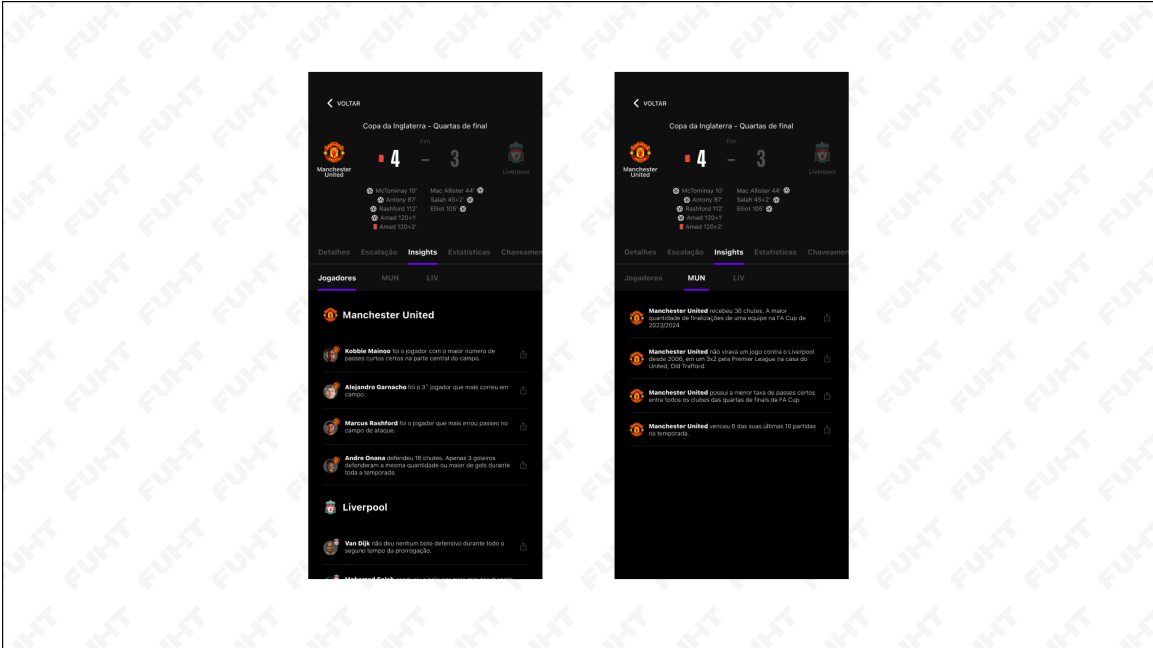 VOLTAR
Copa da Inglaterra - Quartas de final
Fim
4 – 3
Manchester
United
Liverpool
McTominay 10'
Mac Allister 44'
Antony 87'
Salah 45+2'
Rashford 112'
Elliot 105'
Amad 120+1'
Amad 120+2'
Detalhes Escalação Insights Estatísticas Chaveamen
Jogadores MUN LIV
Manchester United
Kobbie Mainoo foi o jogador com o maior número de
passes curtos certos na parte central do campo.
Alejandro Garnacho foi o 3˚ jogador que mais correu em
campo.
Marcus Rashford foi o jogador que mais errou passes no
campo de ataque.
Andre Onana defendeu 16 chutes. Apenas 3 goleiros
defenderam a mesma quantidade ou maior de gols durante
toda a temporada.
Liverpool
Van Dijk não deu nenhum bote defensivo durante todo o
seguno tempo da prorrogação.
VOLTAR
Copa da Inglaterra - Quartas de final
Fim
4 – 3
Manchester
United
Liverpool
McTominay 10'
Mac Allister 44'
Antony 87'
Salah 45+2'
Rashford 112'
Elliot 105'
Amad 120+1'
Amad 120+2'
Detalhes Escalação Insights Estatísticas Chaveamen
Jogadores MUN LIV
Manchester United recebeu 36 chutes. A maior
quantidade de finalizações de uma equipe na FA Cup de
2023/2024
Manchester United não virava um jogo contra o Liverpool
desde 2006, em um 3x2 pela Premier League na casa do
United, Old Trafford.
Manchester United possui a menor taxa de passes certos
entre todos os clubes das quartas de finais da FA Cup
Manchester United venceu 6 das suas últimas 10 partidas
na temporada.
FUHT